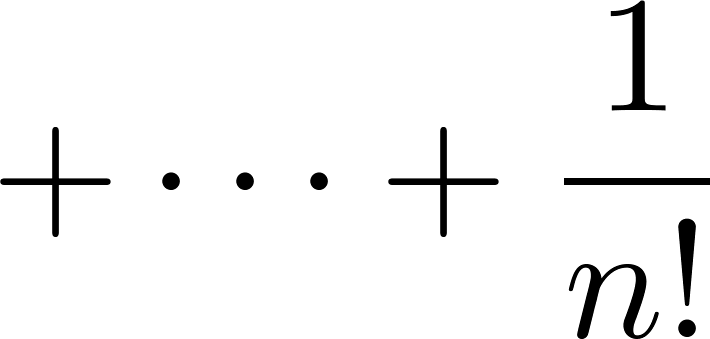 + ··· + 1/n!